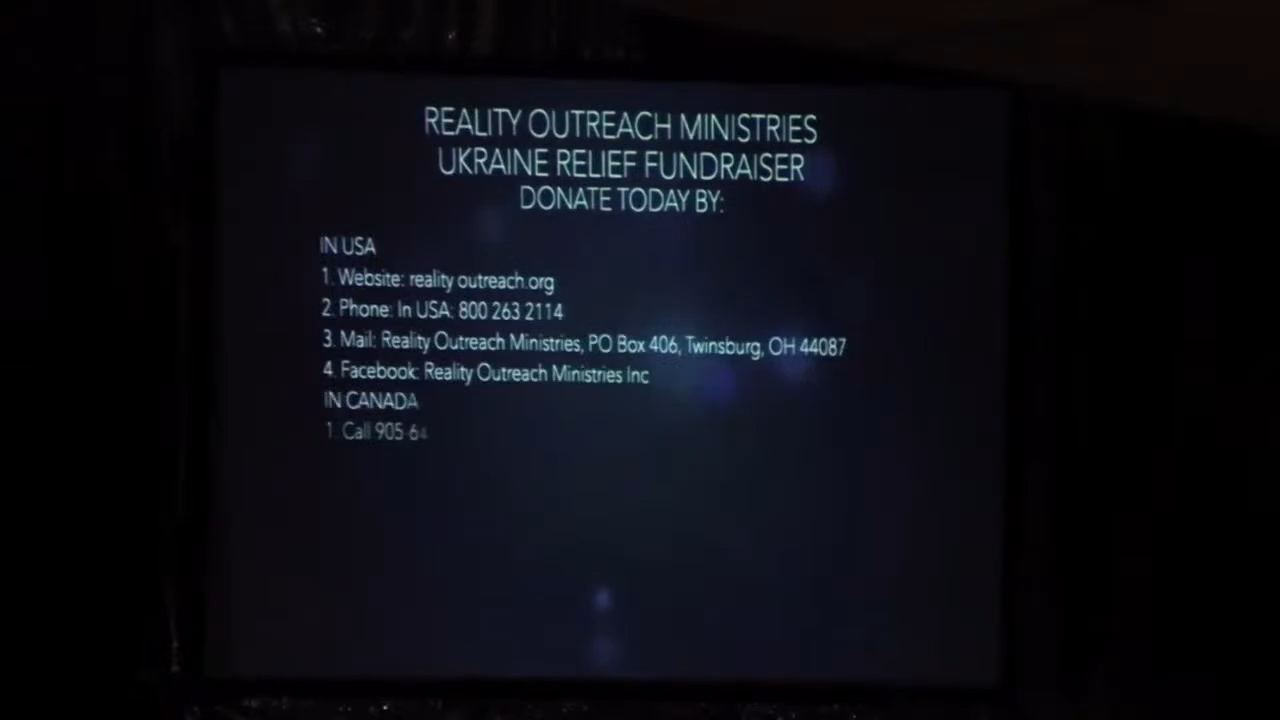 REALITY OUTREACH MINISTRIES
UKRAINE RELIEF FUNDRAISER
DONATE TODAY BY:
IN USA
1. Website: reality outreach.org
2. Phone: In USA: 800 263 2114
3. Mail: Reality Outreach Ministries, PO Box 406, Twinsburg, OH 44087
4. Facebook: Reality Outreach Ministries Inc
IN CANADA
1. Call 905-64